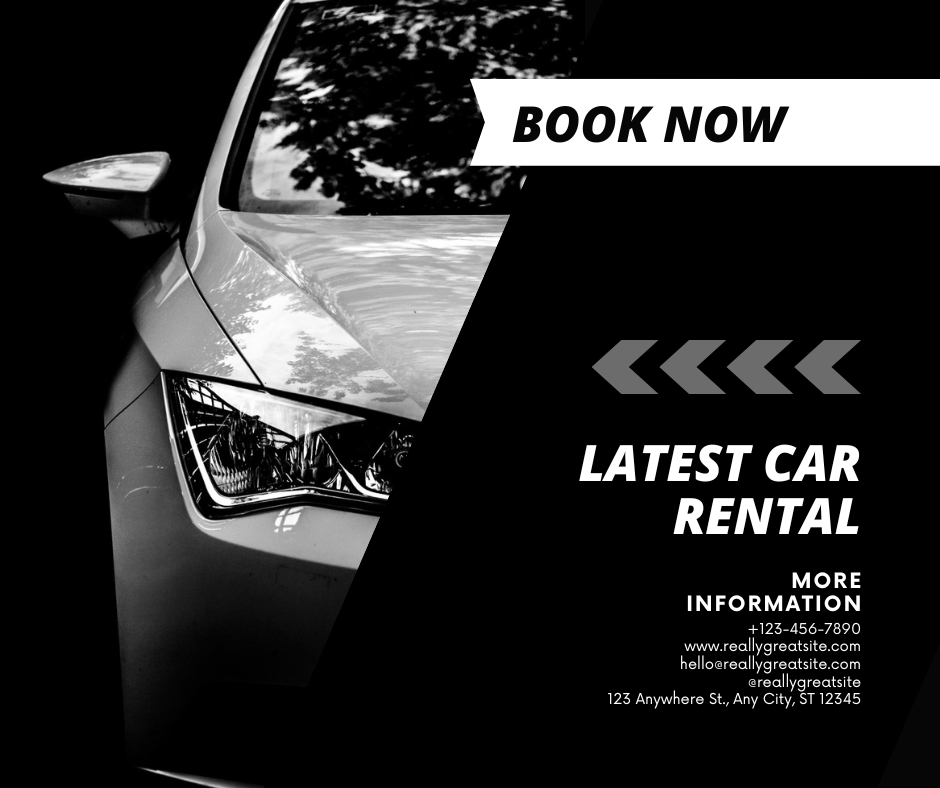 BOOK NOW
LATEST CAR
RENTAL
MORE
INFORMATION
+123-456-7890
www.reallygreatsite.com
hello@reallygreatsite.com
@reallygreatsite
123 Anywhere St., Any City, ST 12345